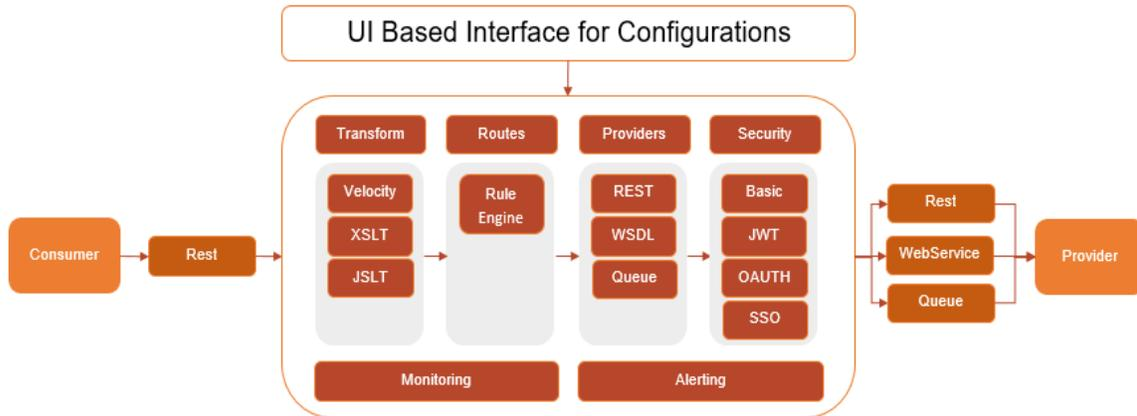 UI Based Interface for Configurations
Transform
Routes
Providers
Security
Velocity
XSLT
JSLT
Rule
Engine
REST
WSDL
Queue
Basic
JWT
OAUTH
SSO
Consumer
Rest
Rest
WebService
Queue
Provider
Monitoring
Alerting